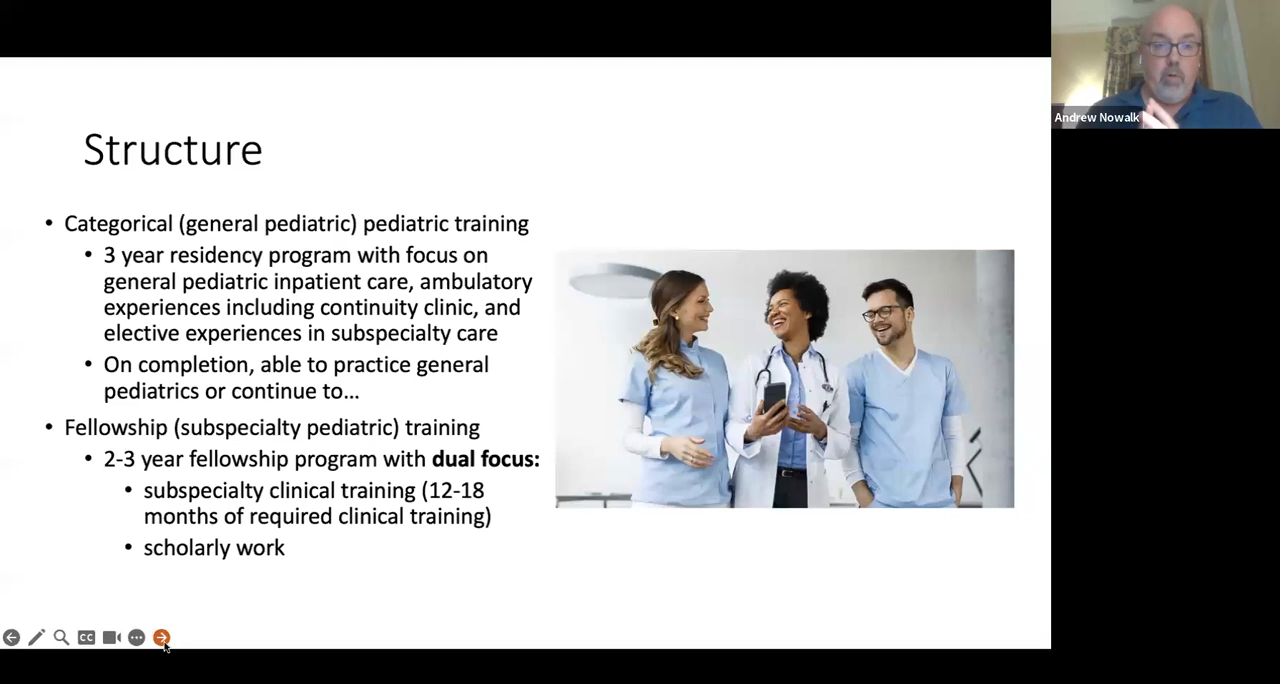 Structure
• Categorical (general pediatric) pediatric training
• 3 year residency program with focus on
general pediatric inpatient care, ambulatory
experiences including continuity clinic, and
elective experiences in subspecialty care
• On completion, able to practice general
pediatrics or continue to…
• Fellowship (subspecialty pediatric) training
• 2-3 year fellowship program with dual focus:
• subspecialty clinical training (12-18
months of required clinical training)
• scholarly work
CC
Andrew Nowalk